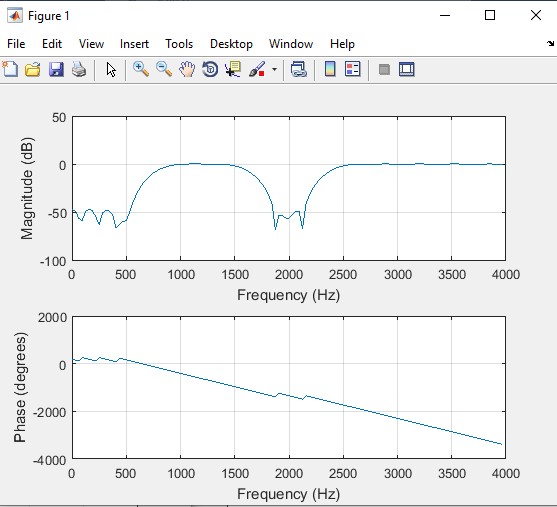 Figure 1
File Edit View Insert Tools Desktop Window Help
50
0
-50
-100
Magnitude (dB)
0 500 1000 1500 2000 2500 3000 3500 4000
Frequency (Hz)
2000
0
-2000
-4000
Phase (degrees)
0 500 1000 1500 2000 2500 3000 3500 4000
Frequency (Hz)